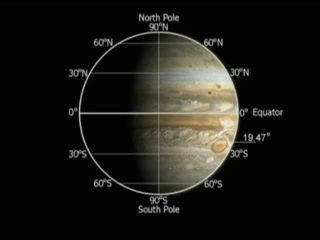 North Pole
90°N
60°N 60°N
30°N 30°N
0° 0° Equator
19.47°
30°S 30°S
60°S 60°S
90°S
South Pole